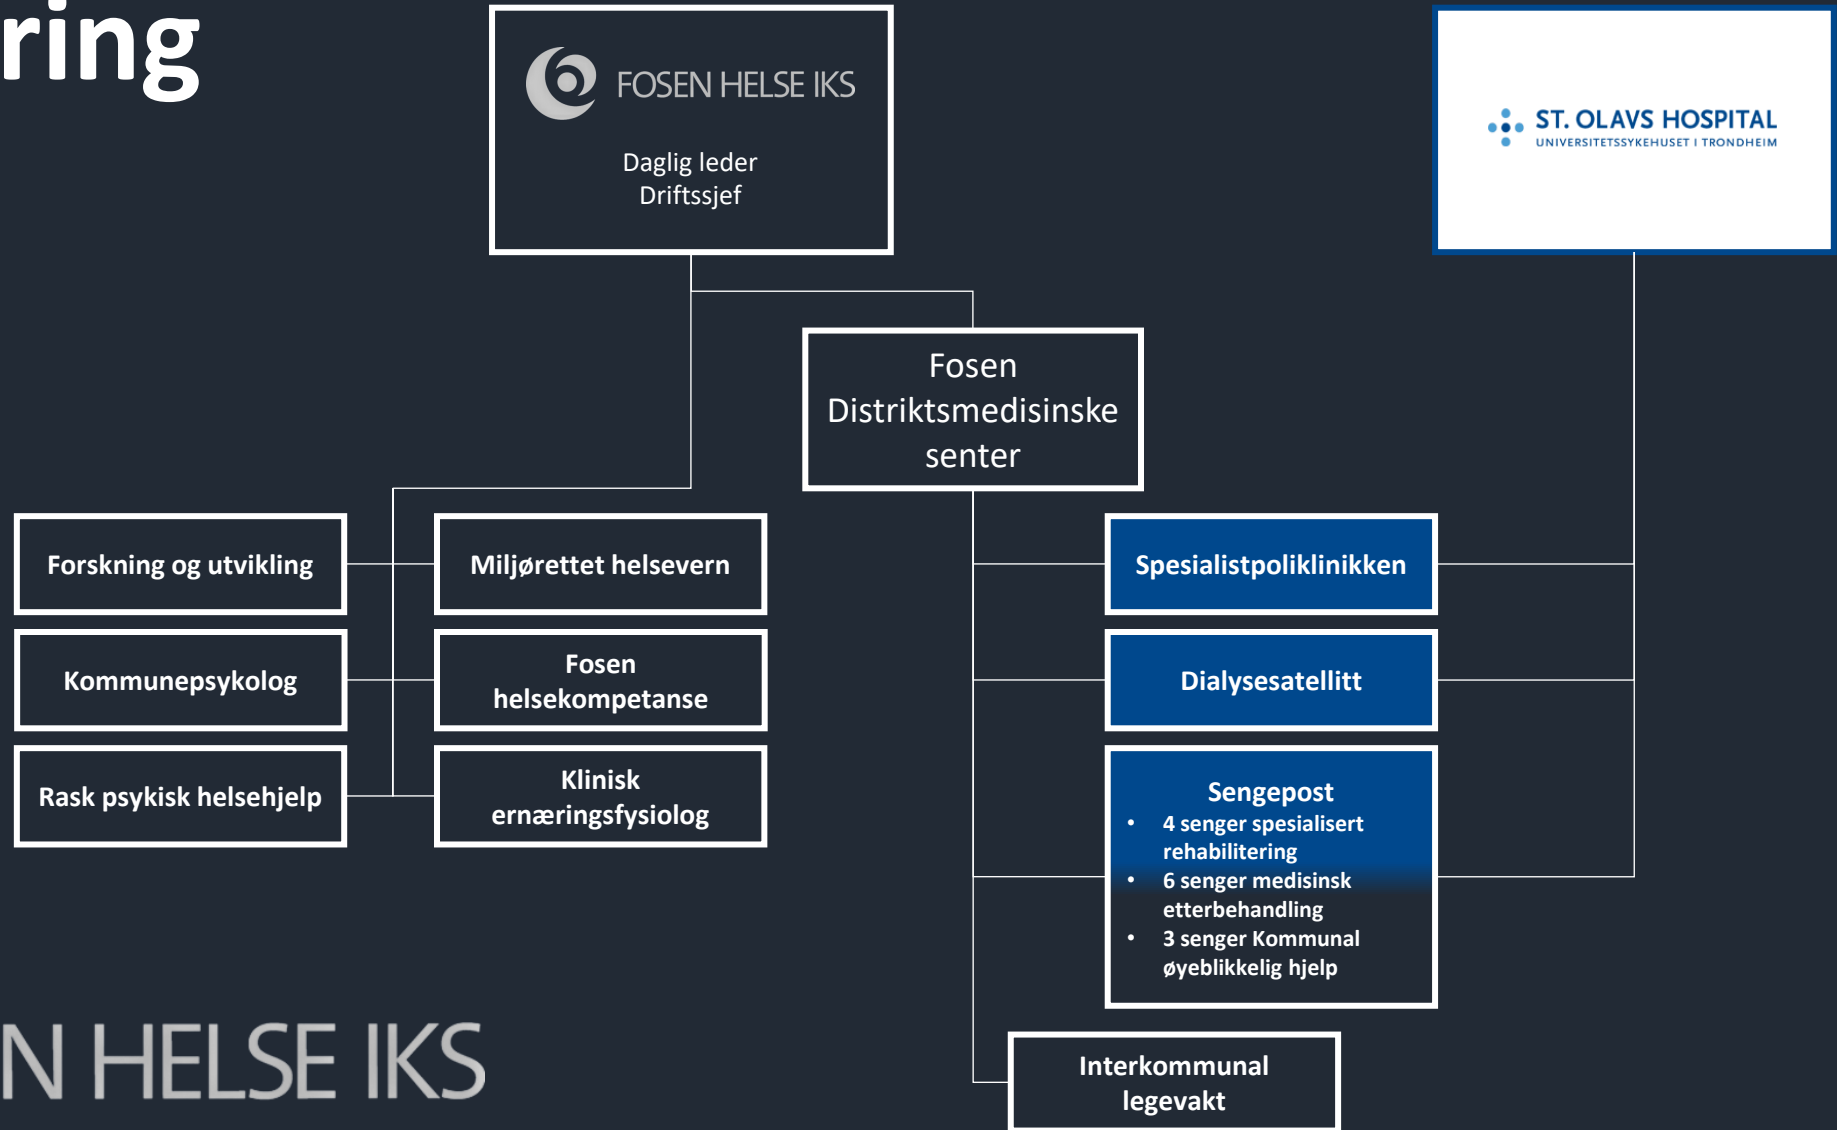 ring
FOSEN HELSE IKS
Daglig leder
Driftssjef
ST. OLAVS HOSPITAL
UNIVERSITETSSYKEHUSET I TRONDHEIM
Fosen
Distriktsmedisinske
senter
Forskning og utvikling
Miljørettet helsevern
Kommunepsykolog
Fosen
helsekompetanse
Rask psykisk helsehjelp
Klinisk
ernæringsfysiolog
Spesialistpoliklinikken
Dialysesatellitt
Sengepost
• 4 senger spesialisert
rehabilitering
• 6 senger medisinsk
etterbehandling
• 3 senger Kommunal
øyeblikkelig hjelp
Interkommunal
legevakt
N HELSE IKS